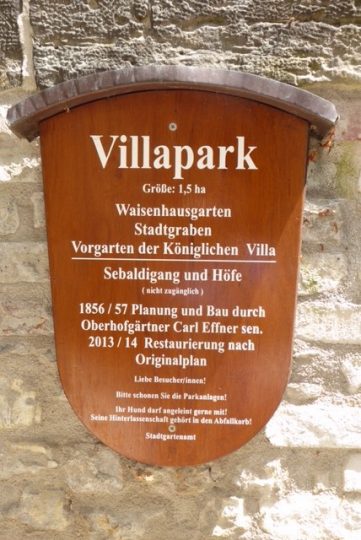 Villapark
Größe: 1,5 ha
Waisenhausgarten
Stadtgraben
Vorgarten der Königlichen Villa
Sebaldigang und Höfe
( nicht zugänglich )
1856 / 57 Planung und Bau durch
Oberhofgärtner Carl Effner sen.
2013 / 14 Restaurierung nach
Originalplan
Liebe Besucher/innen!
Bitte schonen Sie die Parkanlagen!
Ihr Hund darf angeleint gerne mit!
Seine Hinterlassenschaft gehört in den Abfallkorb!
Stadtgartenamt